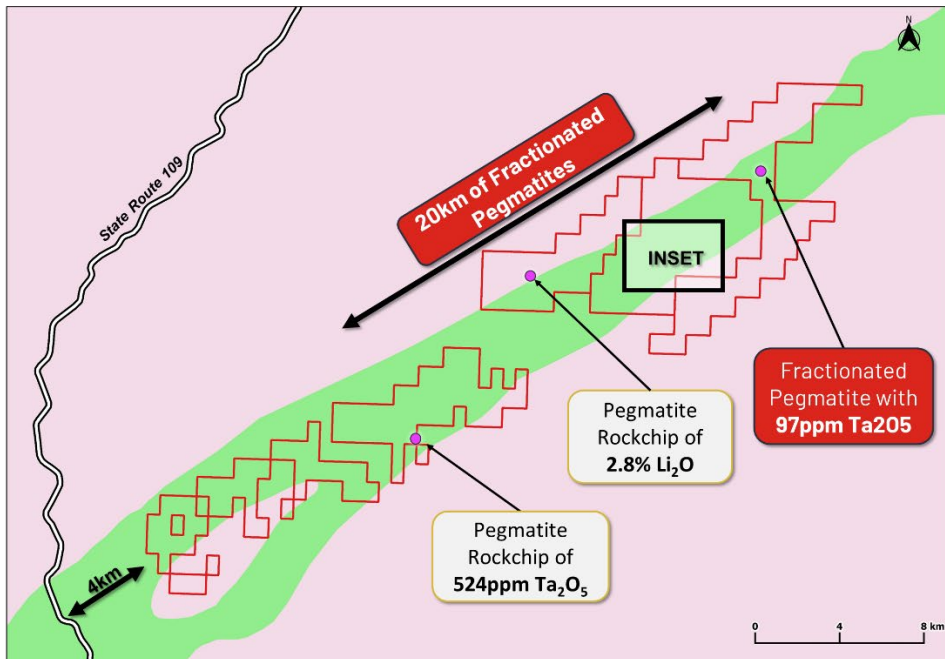 N
State Route 109
20km of Fractionated
Pegmatites
INSET
Fractionated
Pegmatite with
97ppm Ta2O5
Pegmatite
Rockchip of
2.8% Li₂O
Pegmatite
Rockchip of
524ppm Ta₂O₅
4km
0 4 8 km